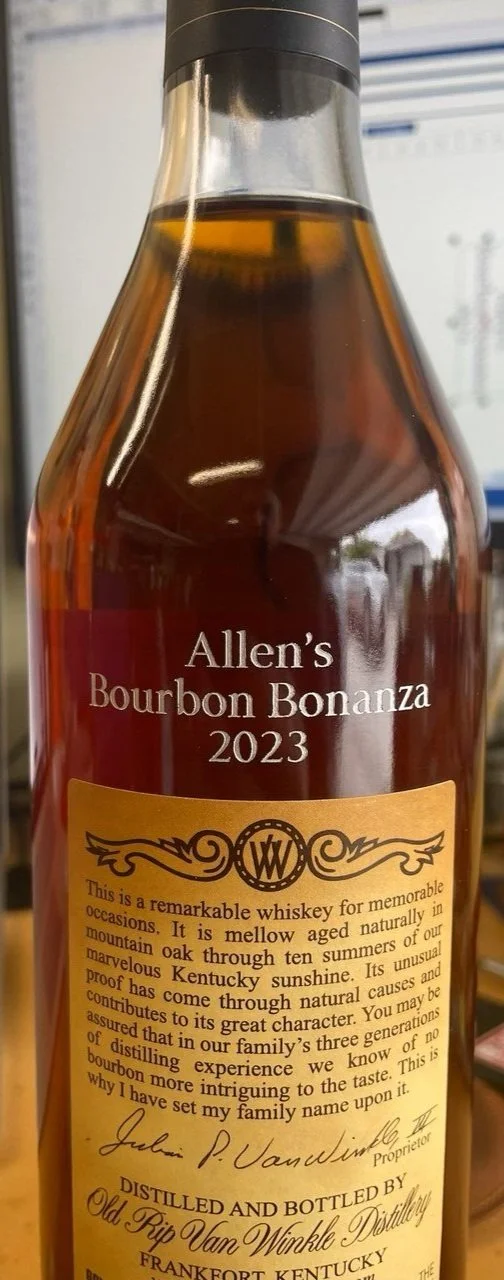 Allen's
Bourbon Bonanza
2023
W
This is a remarkable whiskey for memorable
occasions. It is mellow aged naturally in
mountain oak through ten summers of our
marvelous Kentucky sunshine. Its unusual
proof has come through natural causes and
contributes to its great character. You may be
assured that in our family's three generations
of distilling experience we know of no
bourbon more intriguing to the taste. This is
why I have set my family name upon it.
Julian P. Van Winkle, III
Proprietor
DISTILLED AND BOTTLED BY
Old Rip Van Winkle Distillery
FRANKFORT, KENTUCKY
THE